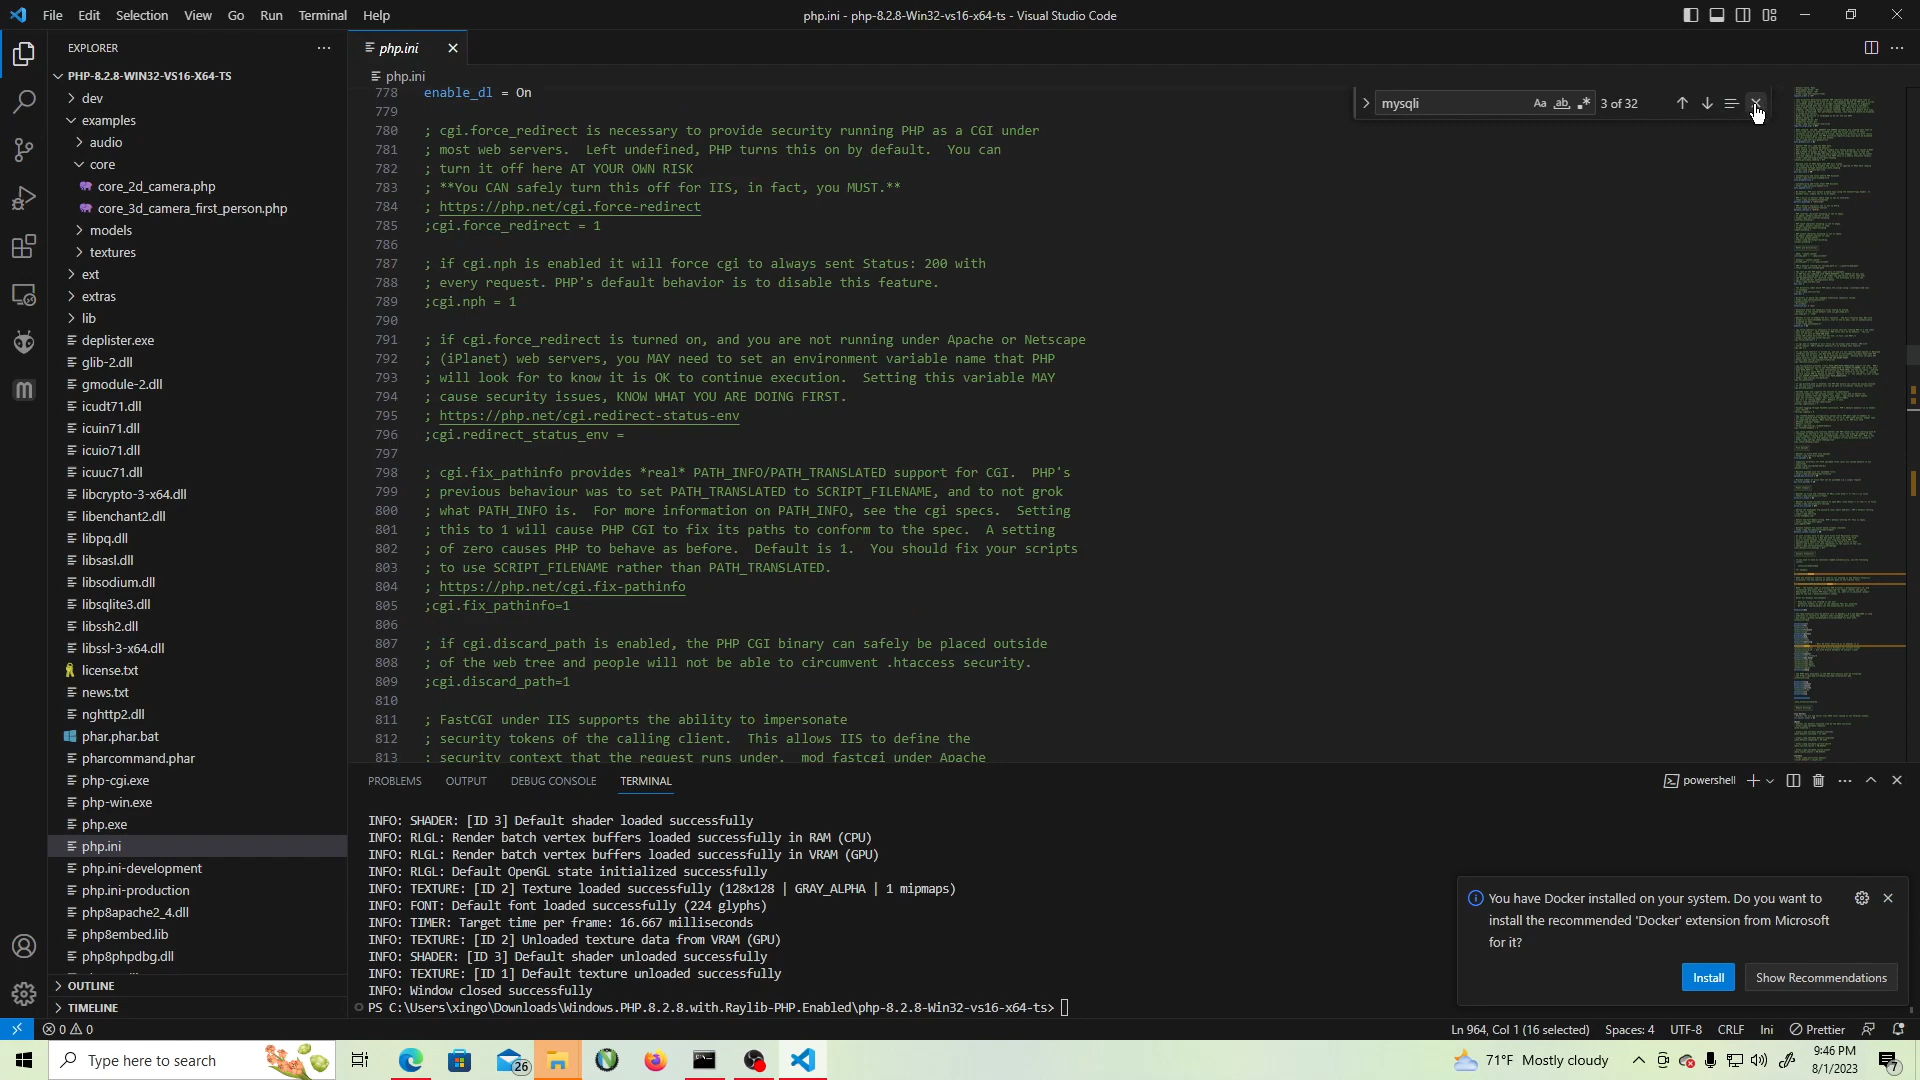 File Edit Selection View Go Run Terminal Help
php.ini - php-8.2.8-Win32-vs16-x64-ts - Visual Studio Code
EXPLORER
PHP-8.2.8-WIN32-VS16-X64-TS
dev
examples
audio
core
core_2d_camera.php
core_3d_camera_first_person.php
models
textures
ext
extras
lib
deplister.exe
glib-2.dll
gmodule-2.dll
icudt71.dll
icuin71.dll
icuio71.dll
icuuc71.dll
libcrypto-3-x64.dll
libenchant2.dll
libpq.dll
libsasl.dll
libsodium.dll
libsqlite3.dll
libssh2.dll
libssl-3-x64.dll
license.txt
news.txt
nghttp2.dll
phar.phar.bat
pharcommand.phar
php-cgi.exe
php-win.exe
php.exe
php.ini
php.ini-development
php.ini-production
php8apache2_4.dll
php8embed.lib
php8phpdbg.dll
OUTLINE
TIMELINE
php.ini
php.ini
mysqli Aa ab 3 of 32
778 enable_dl = On
779
780 ; cgi.force_redirect is necessary to provide security running PHP as a CGI under
781 ; most web servers.  Left undefined, PHP turns this on by default.  You can
782 ; turn it off here AT YOUR OWN RISK
783 ; **You CAN safely turn this off for IIS, in fact, you MUST.**
784 ; https://php.net/cgi.force-redirect
785 ;cgi.force_redirect = 1
786
787 ; if cgi.nph is enabled it will force cgi to always sent Status: 200 with
788 ; every request. PHP's default behavior is to disable this feature.
789 ;cgi.nph = 1
790
791 ; if cgi.force_redirect is turned on, and you are not running under Apache or Netscape
792 ; (iPlanet) web servers, you MAY need to set an environment variable name that PHP
793 ; will look for to know it is OK to continue execution.  Setting this variable MAY
794 ; cause security issues, KNOW WHAT YOU ARE DOING FIRST.
795 ; https://php.net/cgi.redirect-status-env
796 ;cgi.redirect_status_env =
797
798 ; cgi.fix_pathinfo provides *real* PATH_INFO/PATH_TRANSLATED support for CGI.  PHP's
799 ; previous behaviour was to set PATH_TRANSLATED to SCRIPT_FILENAME, and to not grok
800 ; what PATH_INFO is.  For more information on PATH_INFO, see the cgi specs.  Setting
801 ; this to 1 will cause PHP CGI to fix its paths to conform to the spec.  A setting
802 ; of zero causes PHP to behave as before.  Default is 1.  You should fix your scripts
803 ; to use SCRIPT_FILENAME rather than PATH_TRANSLATED.
804 ; https://php.net/cgi.fix-pathinfo
805 ;cgi.fix_pathinfo=1
806
807 ; if cgi.discard_path is enabled, the PHP CGI binary can safely be placed outside
808 ; of the web tree and people will not be able to circumvent .htaccess security.
809 ;cgi.discard_path=1
810
811 ; FastCGI under IIS supports the ability to impersonate
812 ; security tokens of the calling client.  This allows IIS to define the
813 ; security context that the request runs under.  mod_fastcgi under Apache
PROBLEMS OUTPUT DEBUG CONSOLE TERMINAL
powershell
INFO: SHADER: [ID 3] Default shader loaded successfully
INFO: RLGL: Render batch vertex buffers loaded successfully in RAM (CPU)
INFO: RLGL: Render batch vertex buffers loaded successfully in VRAM (GPU)
INFO: RLGL: Default OpenGL state initialized successfully
INFO: TEXTURE: [ID 2] Texture loaded successfully (128x128 | GRAY_ALPHA | 1 mipmaps)
INFO: FONT: Default font loaded successfully (224 glyphs)
INFO: TIMER: Target time per frame: 16.667 milliseconds
INFO: TEXTURE: [ID 2] Unloaded texture data from VRAM (GPU)
INFO: SHADER: [ID 3] Default shader unloaded successfully
INFO: TEXTURE: [ID 1] Default texture unloaded successfully
INFO: Window closed successfully
PS C:\Users\xingo\Downloads\Windows.PHP.8.2.8.with.Raylib-PHP.Enabled\php-8.2.8-Win32-vs16-x64-ts>
You have Docker installed on your system. Do you want to
install the recommended 'Docker' extension from Microsoft
for it?
Install Show Recommendations
0 0
Ln 964, Col 1 (16 selected) Spaces: 4 UTF-8 CRLF Ini Prettier
Type here to search
26
71°F Mostly cloudy
9:46 PM
8/1/2023
7